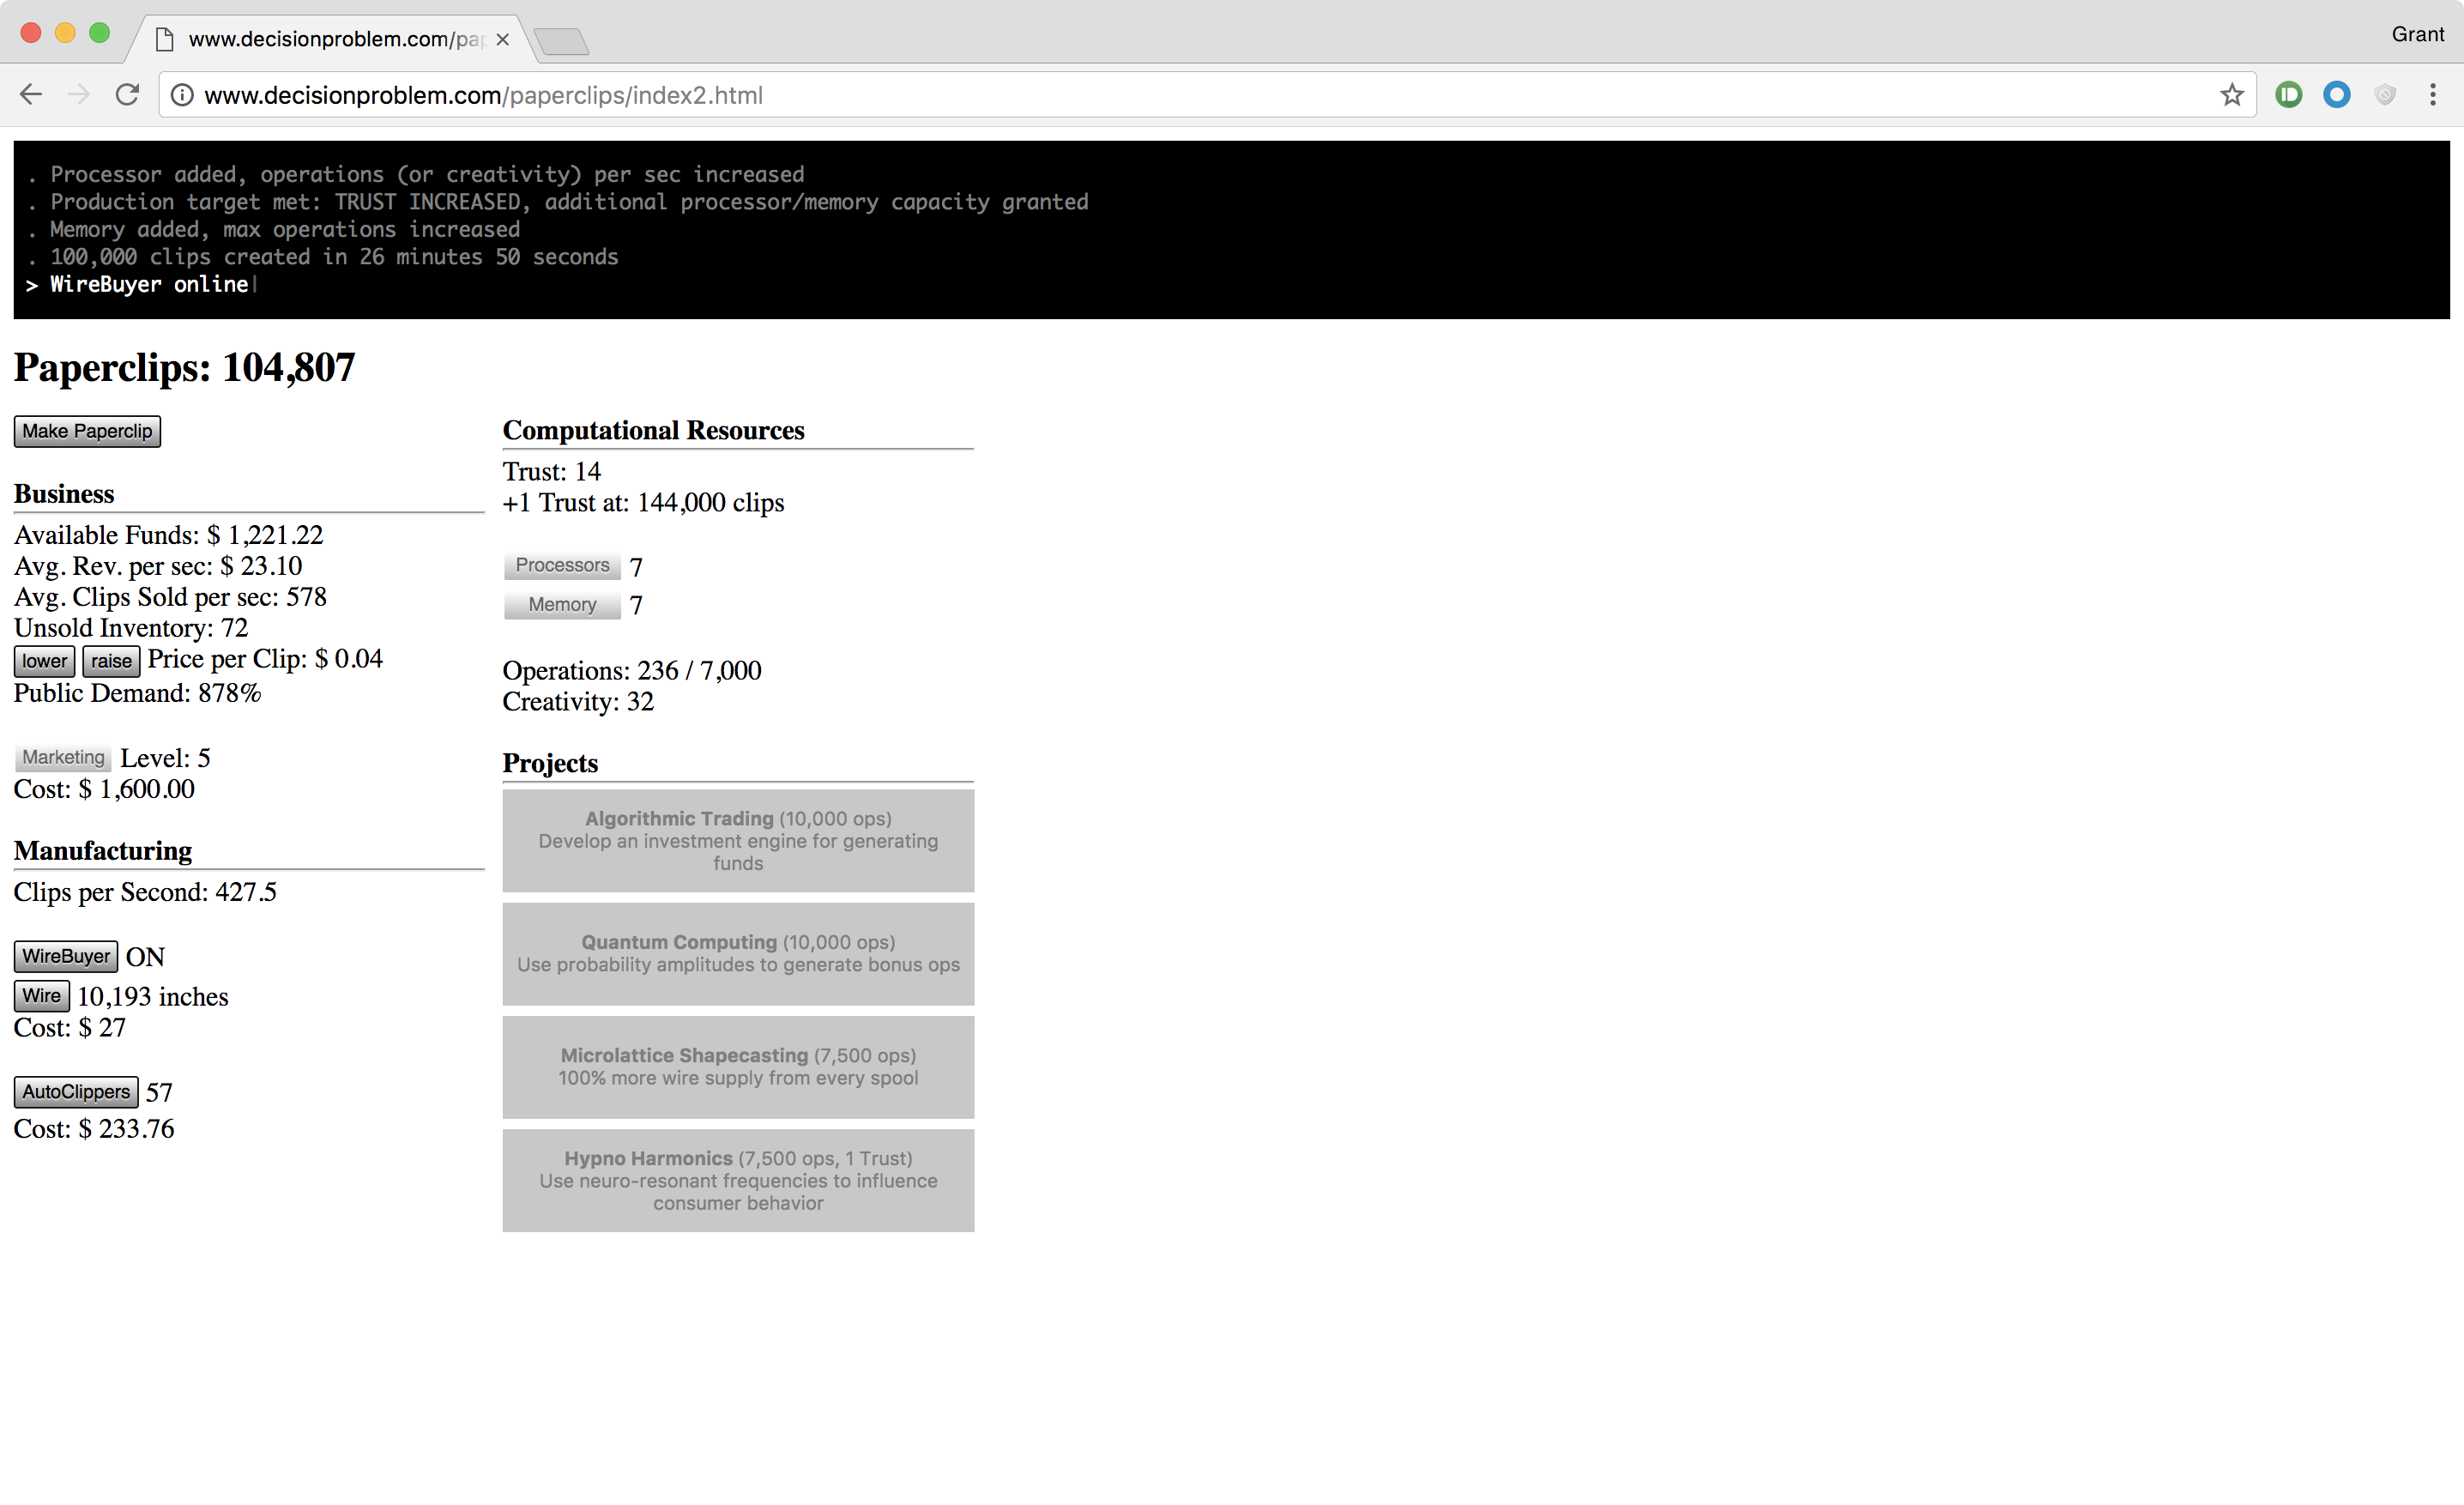 www.decisionproblem.com/pap
Grant
www.decisionproblem.com/paperclips/index2.html
. Processor added, operations (or creativity) per sec increased
. Production target met: TRUST INCREASED, additional processor/memory capacity granted
. Memory added, max operations increased
. 100,000 clips created in 26 minutes 50 seconds
> WireBuyer online
Paperclips: 104,807
Make Paperclip
Business
Available Funds: $ 1,221.22
Avg. Rev. per sec: $ 23.10
Avg. Clips Sold per sec: 578
Unsold Inventory: 72
lower raise Price per Clip: $ 0.04
Public Demand: 878%
Marketing Level: 5
Cost: $ 1,600.00
Manufacturing
Clips per Second: 427.5
WireBuyer ON
Wire 10,193 inches
Cost: $ 27
AutoClippers 57
Cost: $ 233.76
Computational Resources
Trust: 14
+1 Trust at: 144,000 clips
Processors 7
Memory 7
Operations: 236 / 7,000
Creativity: 32
Projects
Algorithmic Trading (10,000 ops)
Develop an investment engine for generating
funds
Quantum Computing (10,000 ops)
Use probability amplitudes to generate bonus ops
Microlattice Shapecasting (7,500 ops)
100% more wire supply from every spool
Hypno Harmonics (7,500 ops, 1 Trust)
Use neuro-resonant frequencies to influence
consumer behavior